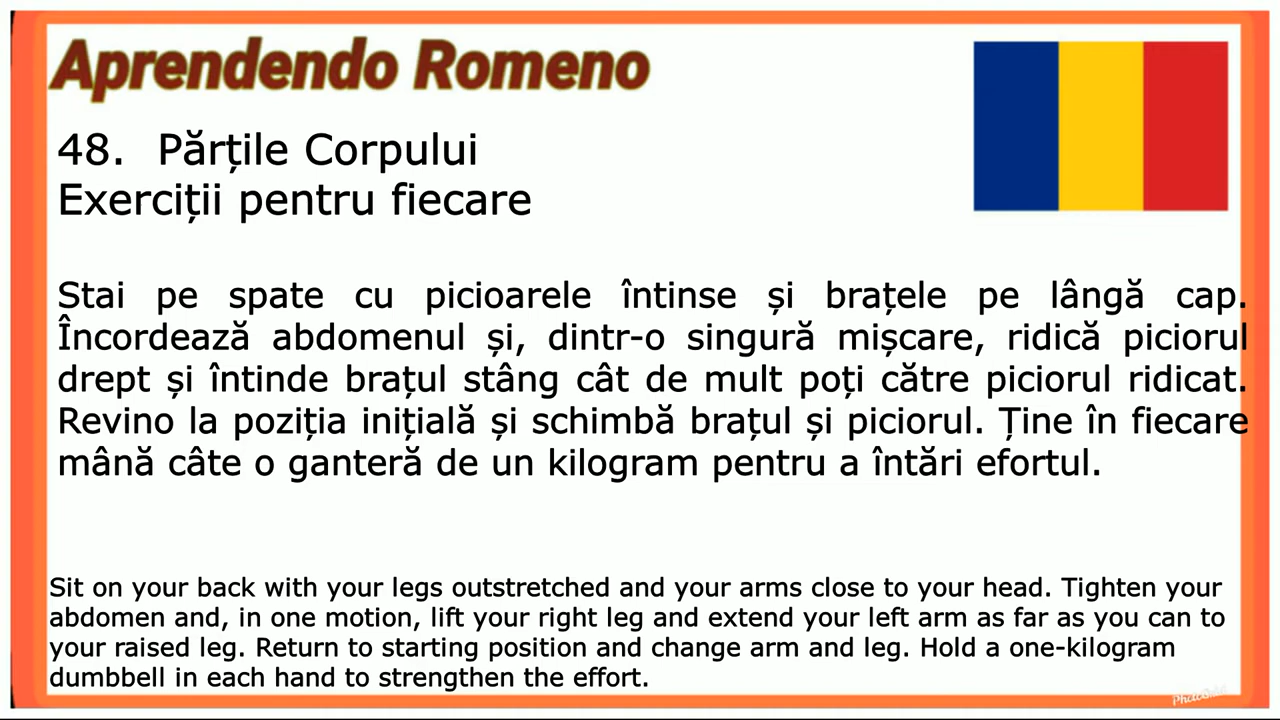 Aprendendo Romeno
48. Părțile Corpului
Exerciții pentru fiecare
Stai pe spate cu picioarele întinse și brațele pe lângă cap.
Încordează abdomenul și, dintr-o singură mișcare, ridică piciorul
drept și întinde brațul stâng cât de mult poți către piciorul ridicat.
Revino la poziția inițială și schimbă brațul și piciorul. Ține în fiecare
mână câte o ganteră de un kilogram pentru a întări efortul.
Sit on your back with your legs outstretched and your arms close to your head. Tighten your
abdomen and, in one motion, lift your right leg and extend your left arm as far as you can to
your raised leg. Return to starting position and change arm and leg. Hold a one-kilogram
dumbbell in each hand to strengthen the effort.